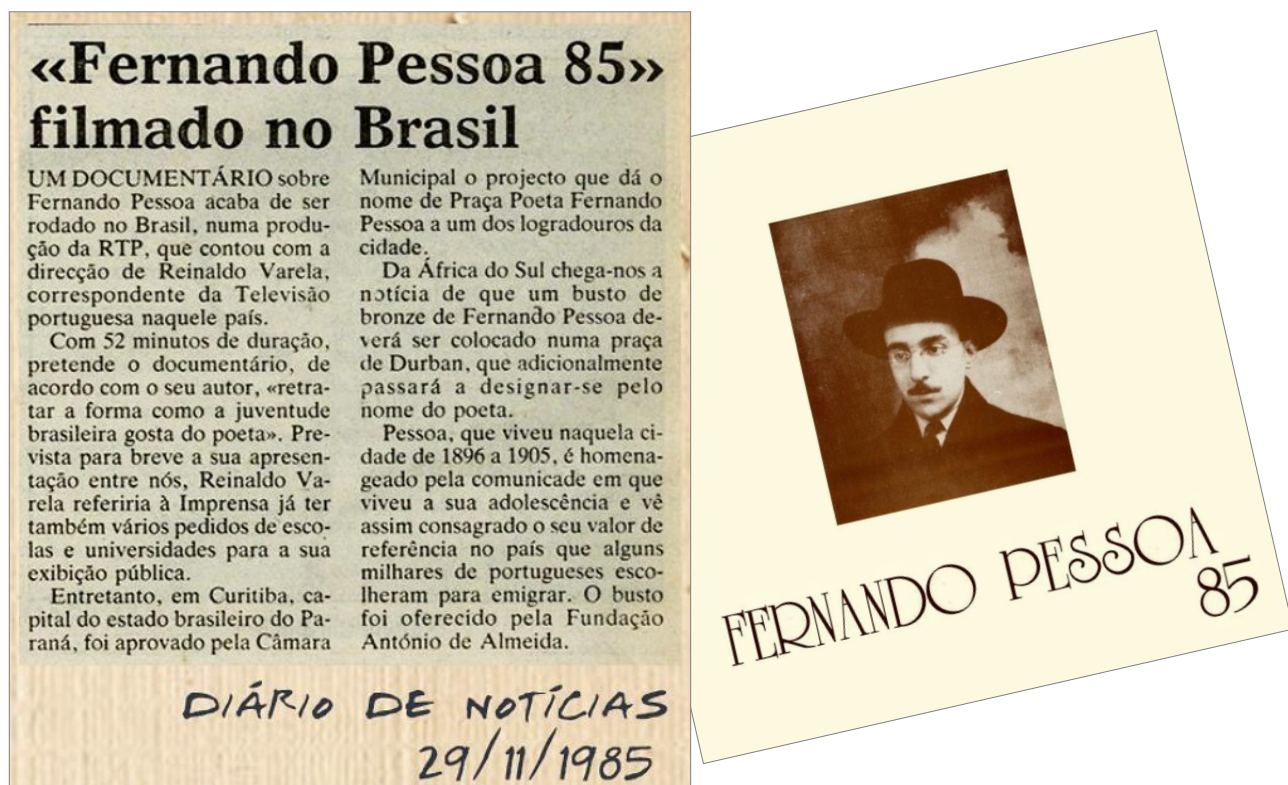 «Fernando Pessoa 85»
filmado no Brasil
UM DOCUMENTÁRIO sobre
Fernando Pessoa acaba de ser
rodado no Brasil, numa produ-
ção da RTP, que contou com a
direcção de Reinaldo Varela,
correspondente da Televisão
portuguesa naquele país.
Com 52 minutos de duração,
pretende o documentário, de
acordo com o seu autor, «retra-
tar a forma como a juventude
brasileira gosta do poeta». Pre-
vista para breve a sua apresen-
tação entre nós, Reinaldo Va-
rela referiria à Imprensa já ter
também vários pedidos de esco-
las e universidades para a sua
exibição pública.
Entretanto, em Curitiba, ca-
pital do estado brasileiro do Pa-
raná, foi aprovado pela Câmara
Municipal o projecto que dá o
nome de Praça Poeta Fernando
Pessoa a um dos logradouros da
cidade.
Da África do Sul chega-nos a
notícia de que um busto de
bronze de Fernando Pessoa de-
verá ser colocado numa praça
de Durban, que adicionalmente
passará a designar-se pelo
nome do poeta.
Pessoa, que viveu naquela ci-
dade de 1896 a 1905, é homena-
geado pela comunicade em que
viveu a sua adolescência e vê
assim consagrado o seu valor de
referência no país que alguns
milhares de portugueses esco-
lheram para emigrar. O busto
foi oferecido pela Fundação
António de Almeida.
DIÁRIO DE NOTÍCIAS
29/11/1985
FERNANDO PESSOA
85